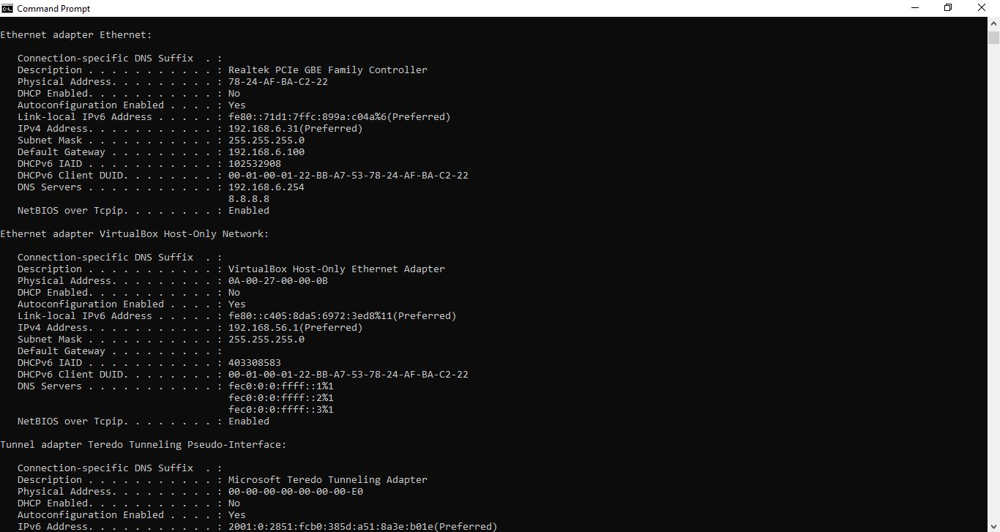 Command Prompt
Ethernet adapter Ethernet:
Connection-specific DNS Suffix  . :
Description . . . . . . . . . . . : Realtek PCIe GBE Family Controller
Physical Address. . . . . . . . . : 78-24-AF-BA-C2-22
DHCP Enabled. . . . . . . . . . . : No
Autoconfiguration Enabled . . . . : Yes
Link-local IPv6 Address . . . . . : fe80::71d1:7ffc:899a:c04a%6(Preferred)
IPv4 Address. . . . . . . . . . . : 192.168.6.31(Preferred)
Subnet Mask . . . . . . . . . . . : 255.255.255.0
Default Gateway . . . . . . . . . : 192.168.6.100
DHCPv6 IAID . . . . . . . . . . . : 102532908
DHCPv6 Client DUID. . . . . . . . : 00-01-00-01-22-BB-A7-53-78-24-AF-BA-C2-22
DNS Servers . . . . . . . . . . . : 192.168.6.254
8.8.8.8
NetBIOS over Tcpip. . . . . . . . : Enabled
Ethernet adapter VirtualBox Host-Only Network:
Connection-specific DNS Suffix  . :
Description . . . . . . . . . . . : VirtualBox Host-Only Ethernet Adapter
Physical Address. . . . . . . . . : 0A-00-27-00-00-0B
DHCP Enabled. . . . . . . . . . . : No
Autoconfiguration Enabled . . . . : Yes
Link-local IPv6 Address . . . . . : fe80::c405:8da5:6972:3ed8%11(Preferred)
IPv4 Address. . . . . . . . . . . : 192.168.56.1(Preferred)
Subnet Mask . . . . . . . . . . . : 255.255.255.0
Default Gateway . . . . . . . . . :
DHCPv6 IAID . . . . . . . . . . . : 403308583
DHCPv6 Client DUID. . . . . . . . : 00-01-00-01-22-BB-A7-53-78-24-AF-BA-C2-22
DNS Servers . . . . . . . . . . . : fec0:0:0:ffff::1%1
fec0:0:0:ffff::2%1
fec0:0:0:ffff::3%1
NetBIOS over Tcpip. . . . . . . . : Enabled
Tunnel adapter Teredo Tunneling Pseudo-Interface:
Connection-specific DNS Suffix  . :
Description . . . . . . . . . . . : Microsoft Teredo Tunneling Adapter
Physical Address. . . . . . . . . : 00-00-00-00-00-00-00-E0
DHCP Enabled. . . . . . . . . . . : No
Autoconfiguration Enabled . . . . : Yes
IPv6 Address. . . . . . . . . . . : 2001:0:2851:fcb0:385d:a51:8a3e:b01e(Preferred)